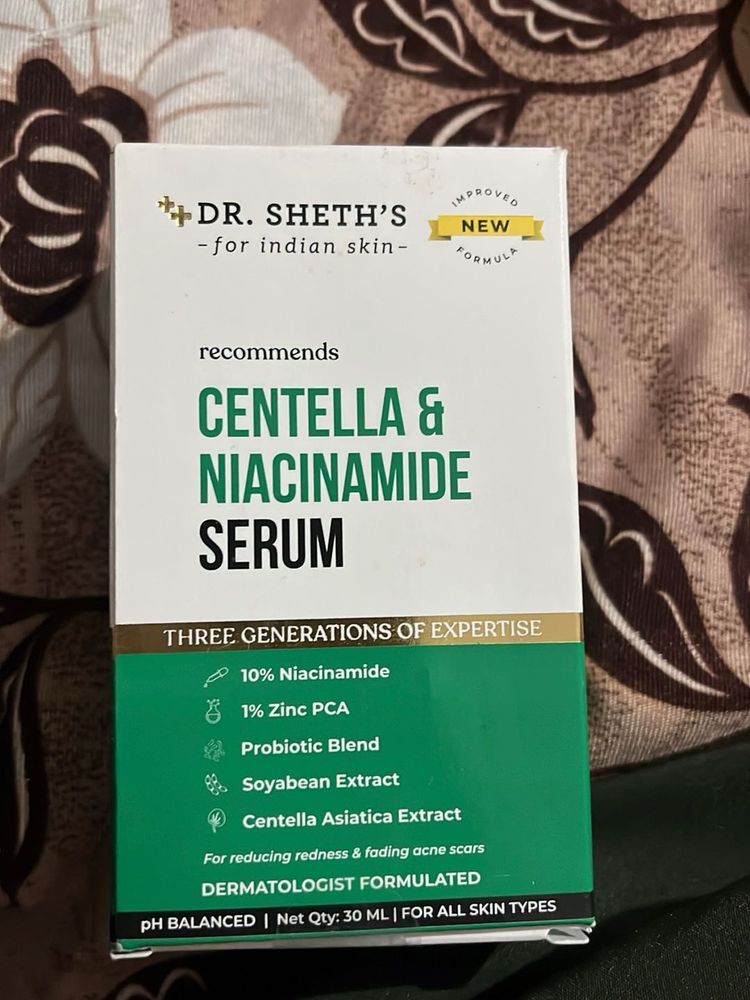 DR. SHETH'S
-for indian skin-
IMPROVED
NEW
FORMULA
recommends
CENTELLA &
NIACINAMIDE
SERUM
THREE GENERATIONS OF EXPERTISE
10% Niacinamide
1% Zinc PCA
Probiotic Blend
Soyabean Extract
Centella Asiatica Extract
For reducing redness & fading acne scars
DERMATOLOGIST FORMULATED
pH BALANCED | Net Qty: 30 ML | FOR ALL SKIN TYPES